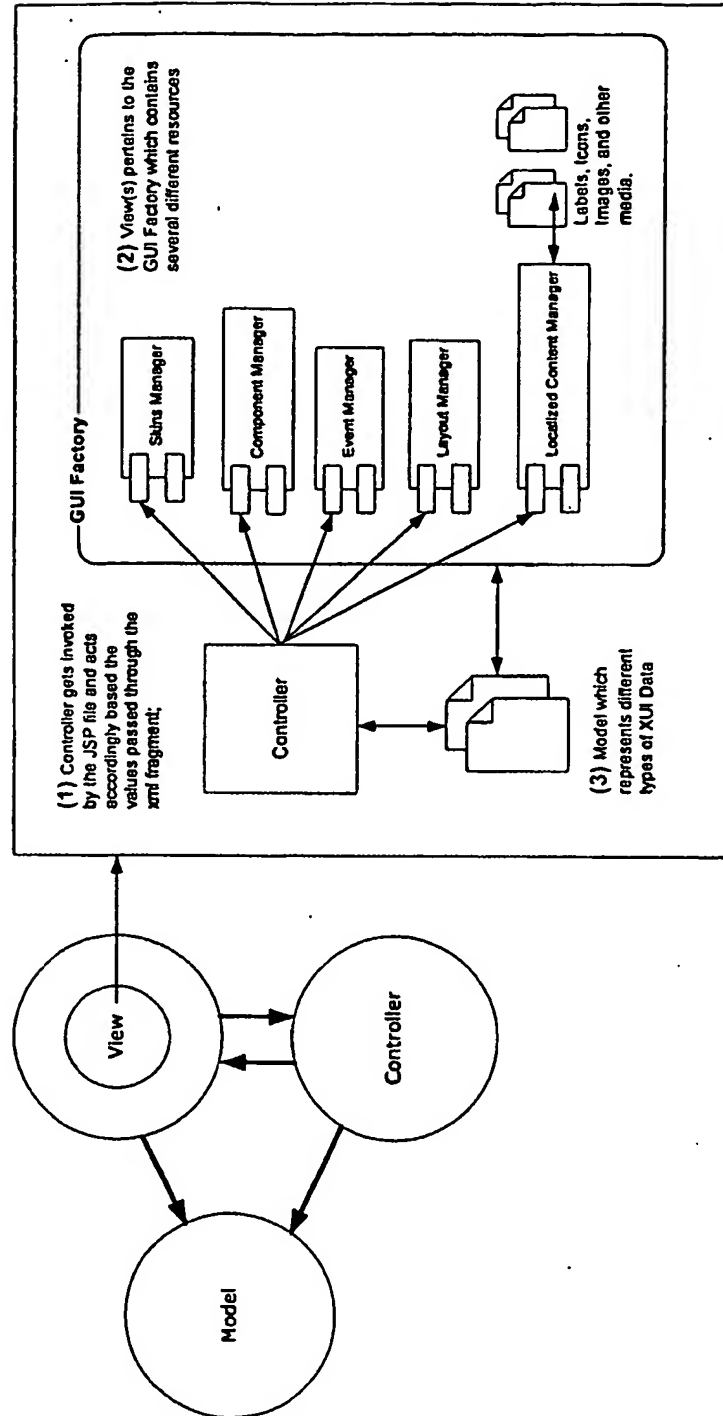 Model
View
Controller
(1) Controller gets invoked
by the JSP file and acts
accordingly based the
values passed through the
xml fragment;
Controller
(3) Model which
represents different
types of XUI Data
GUI Factory
Skins Manager
Component Manager
Event Manager
Layout Manager
Localized Content Manager
(2) View(s) pertains to the
GUI Factory which contains
several different resources
Labels, Icons,
Images, and other
media.